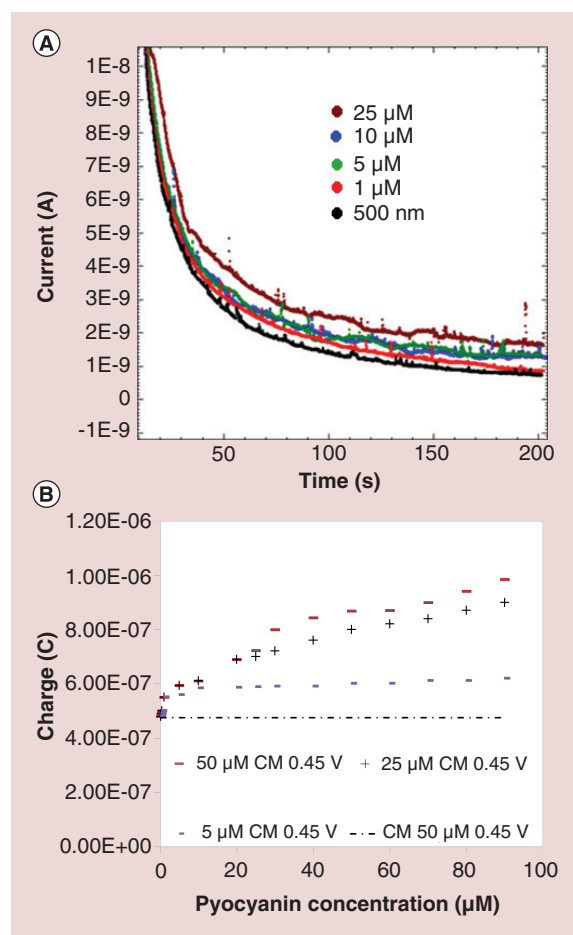 A
1E-8
9E-9
8E-9
7E-9
6E-9
5E-9
4E-9
3E-9
2E-9
1E-9
0
-1E-9
Current (A)
25 µM
10 µM
5 µM
1 µM
500 nm
50 100 150 200
Time (s)
B
1.20E-06
1.00E-06
8.00E-07
6.00E-07
4.00E-07
2.00E-07
0.00E+00
Charge (C)
50 µM CM 0.45 V 25 µM CM 0.45 V
5 µM CM 0.45 V CM 50 µM 0.45 V
0 20 40 60 80 100
Pyocyanin concentration (µM)